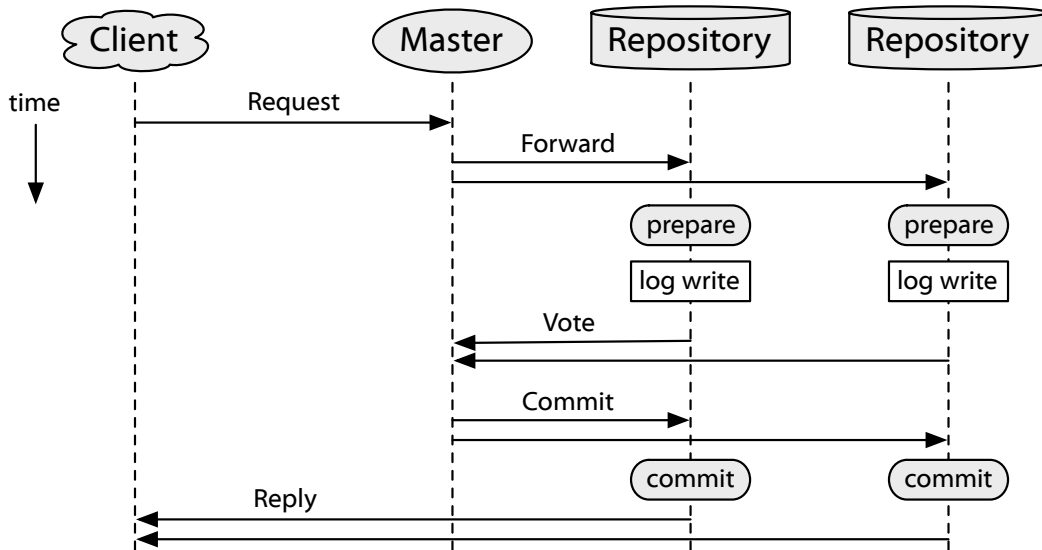 Client
Master
Repository
Repository
time
Request
Forward
prepare
prepare
log write
log write
Vote
Commit
commit
commit
Reply